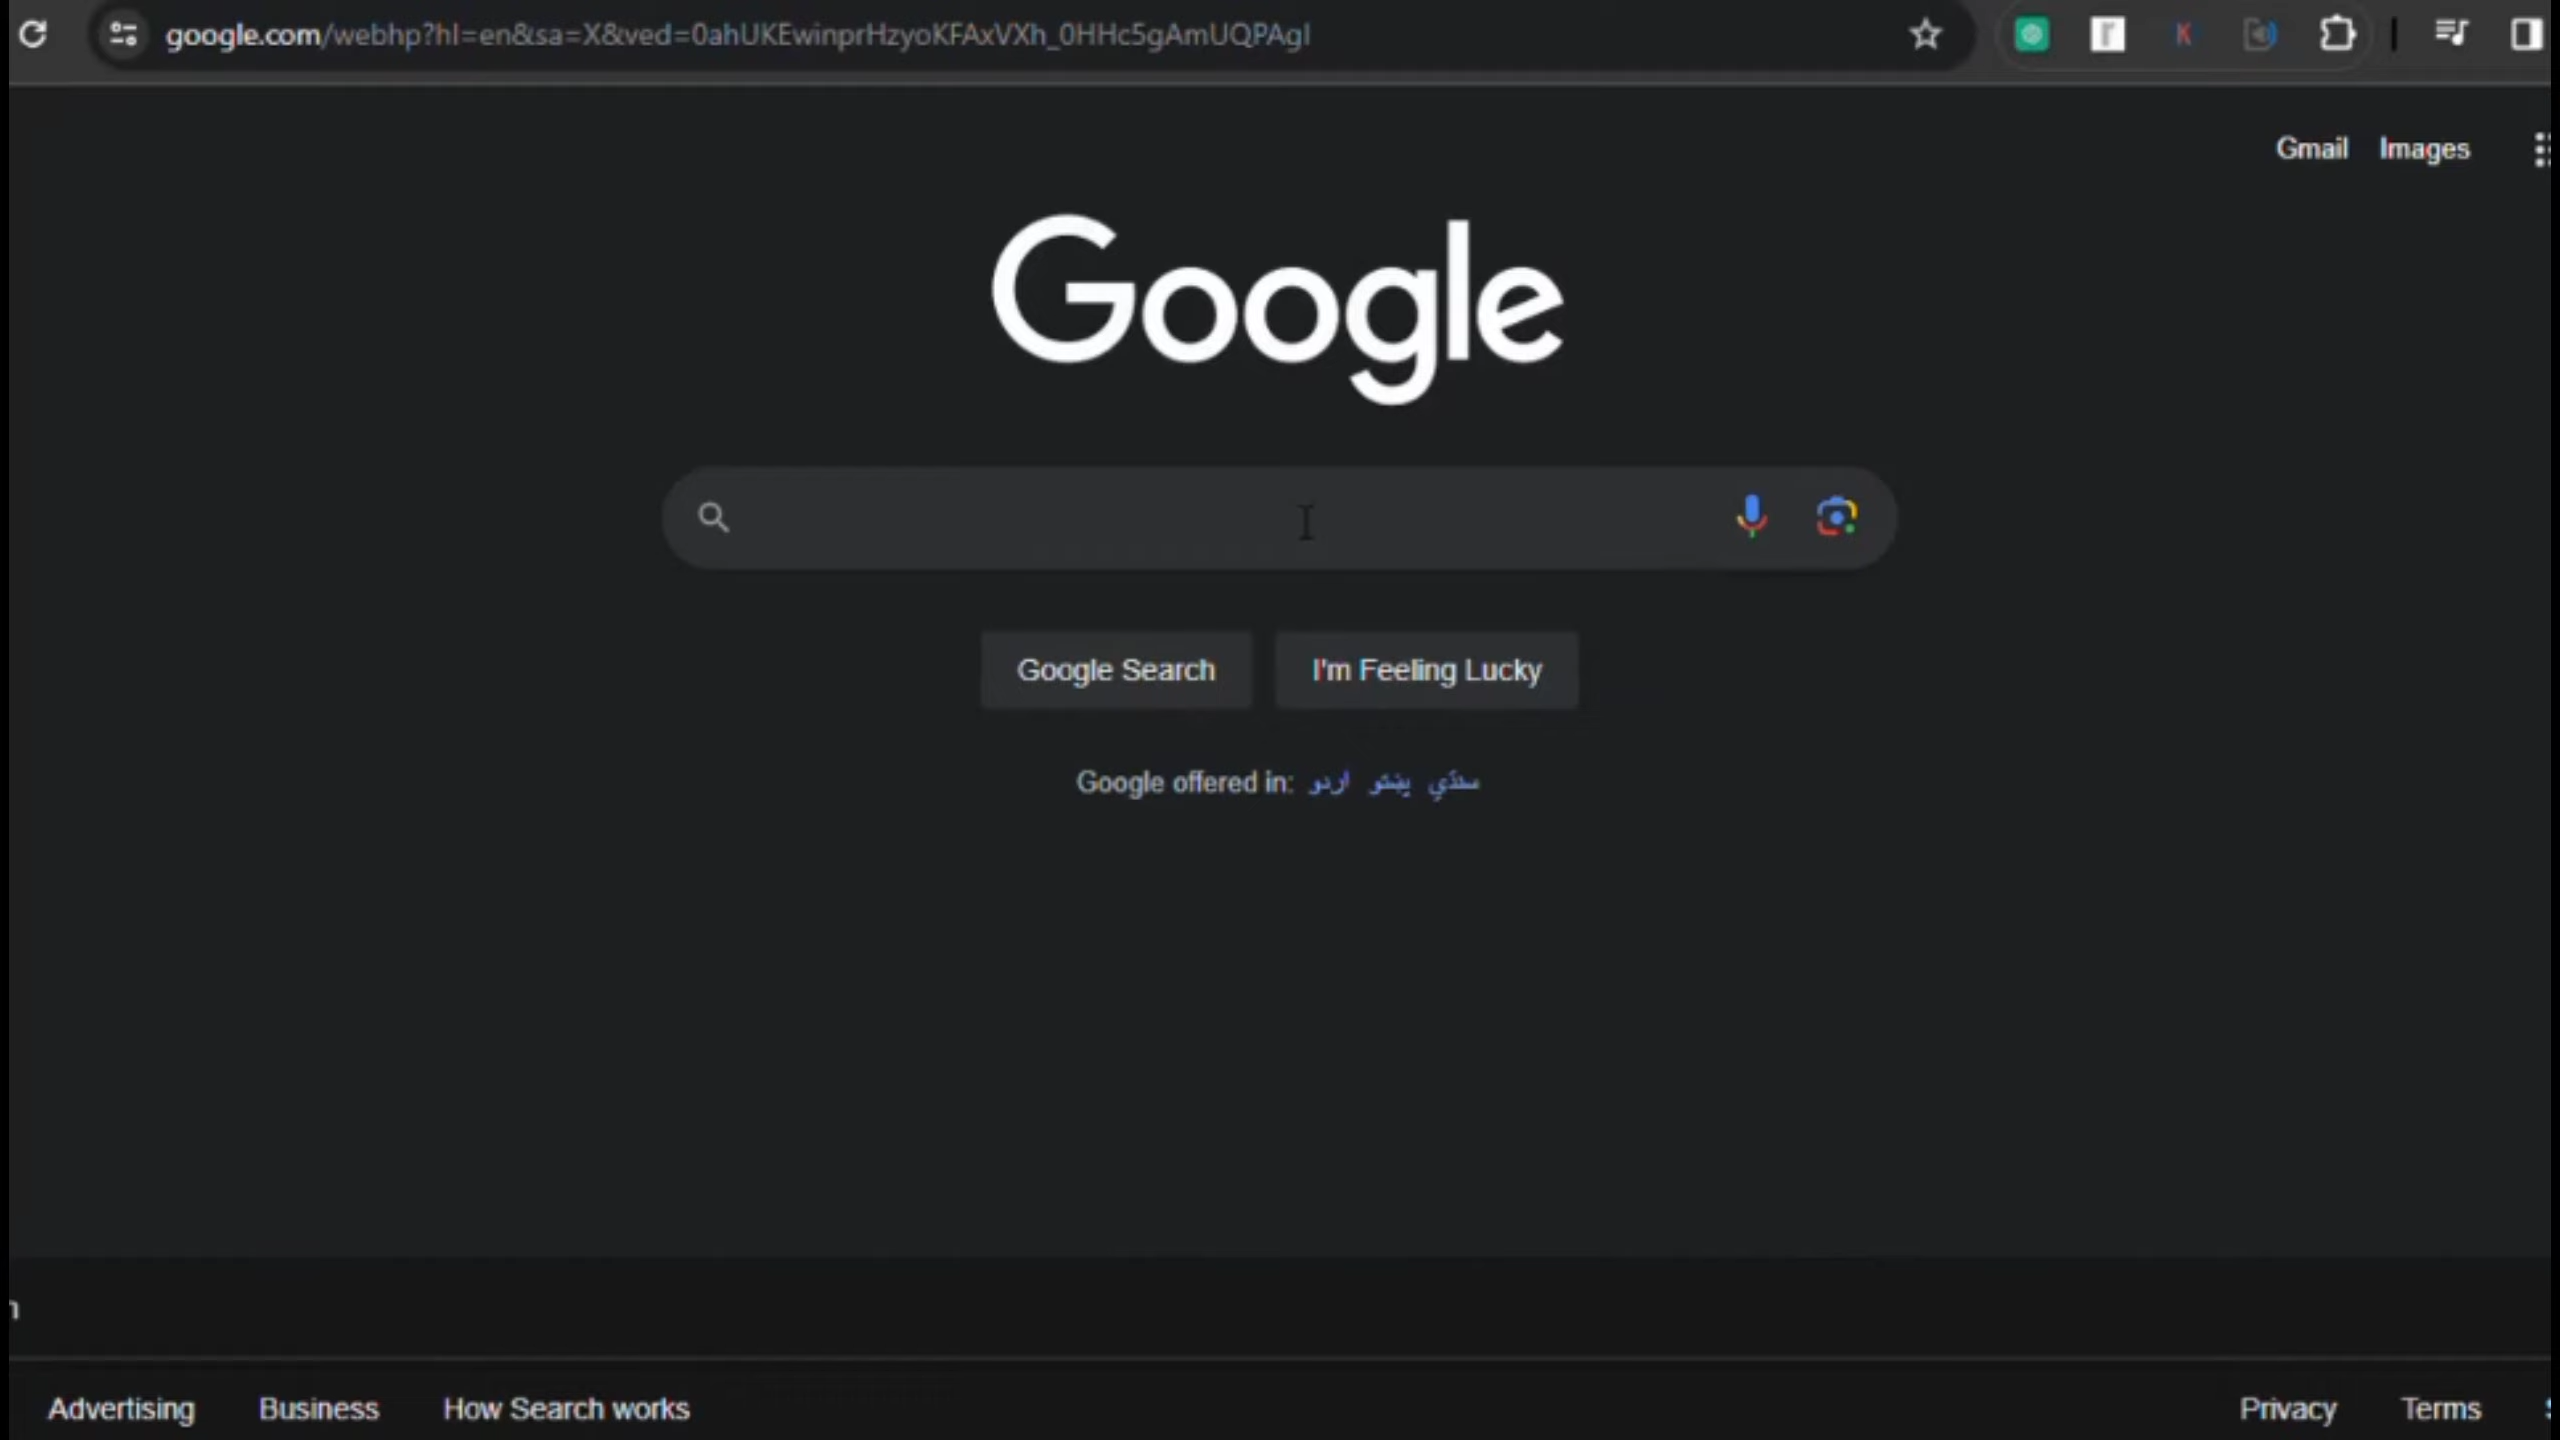 google.com/webhp?hl=en&sa=X&ved=0ahUKEwinprHzyoKFAxVXh_0HHc5gAmUQPAgI
Gmail Images
Google
Google Search I'm Feeling Lucky
Google offered in: اردو پښتو سنڌي
Advertising Business How Search works Privacy Terms